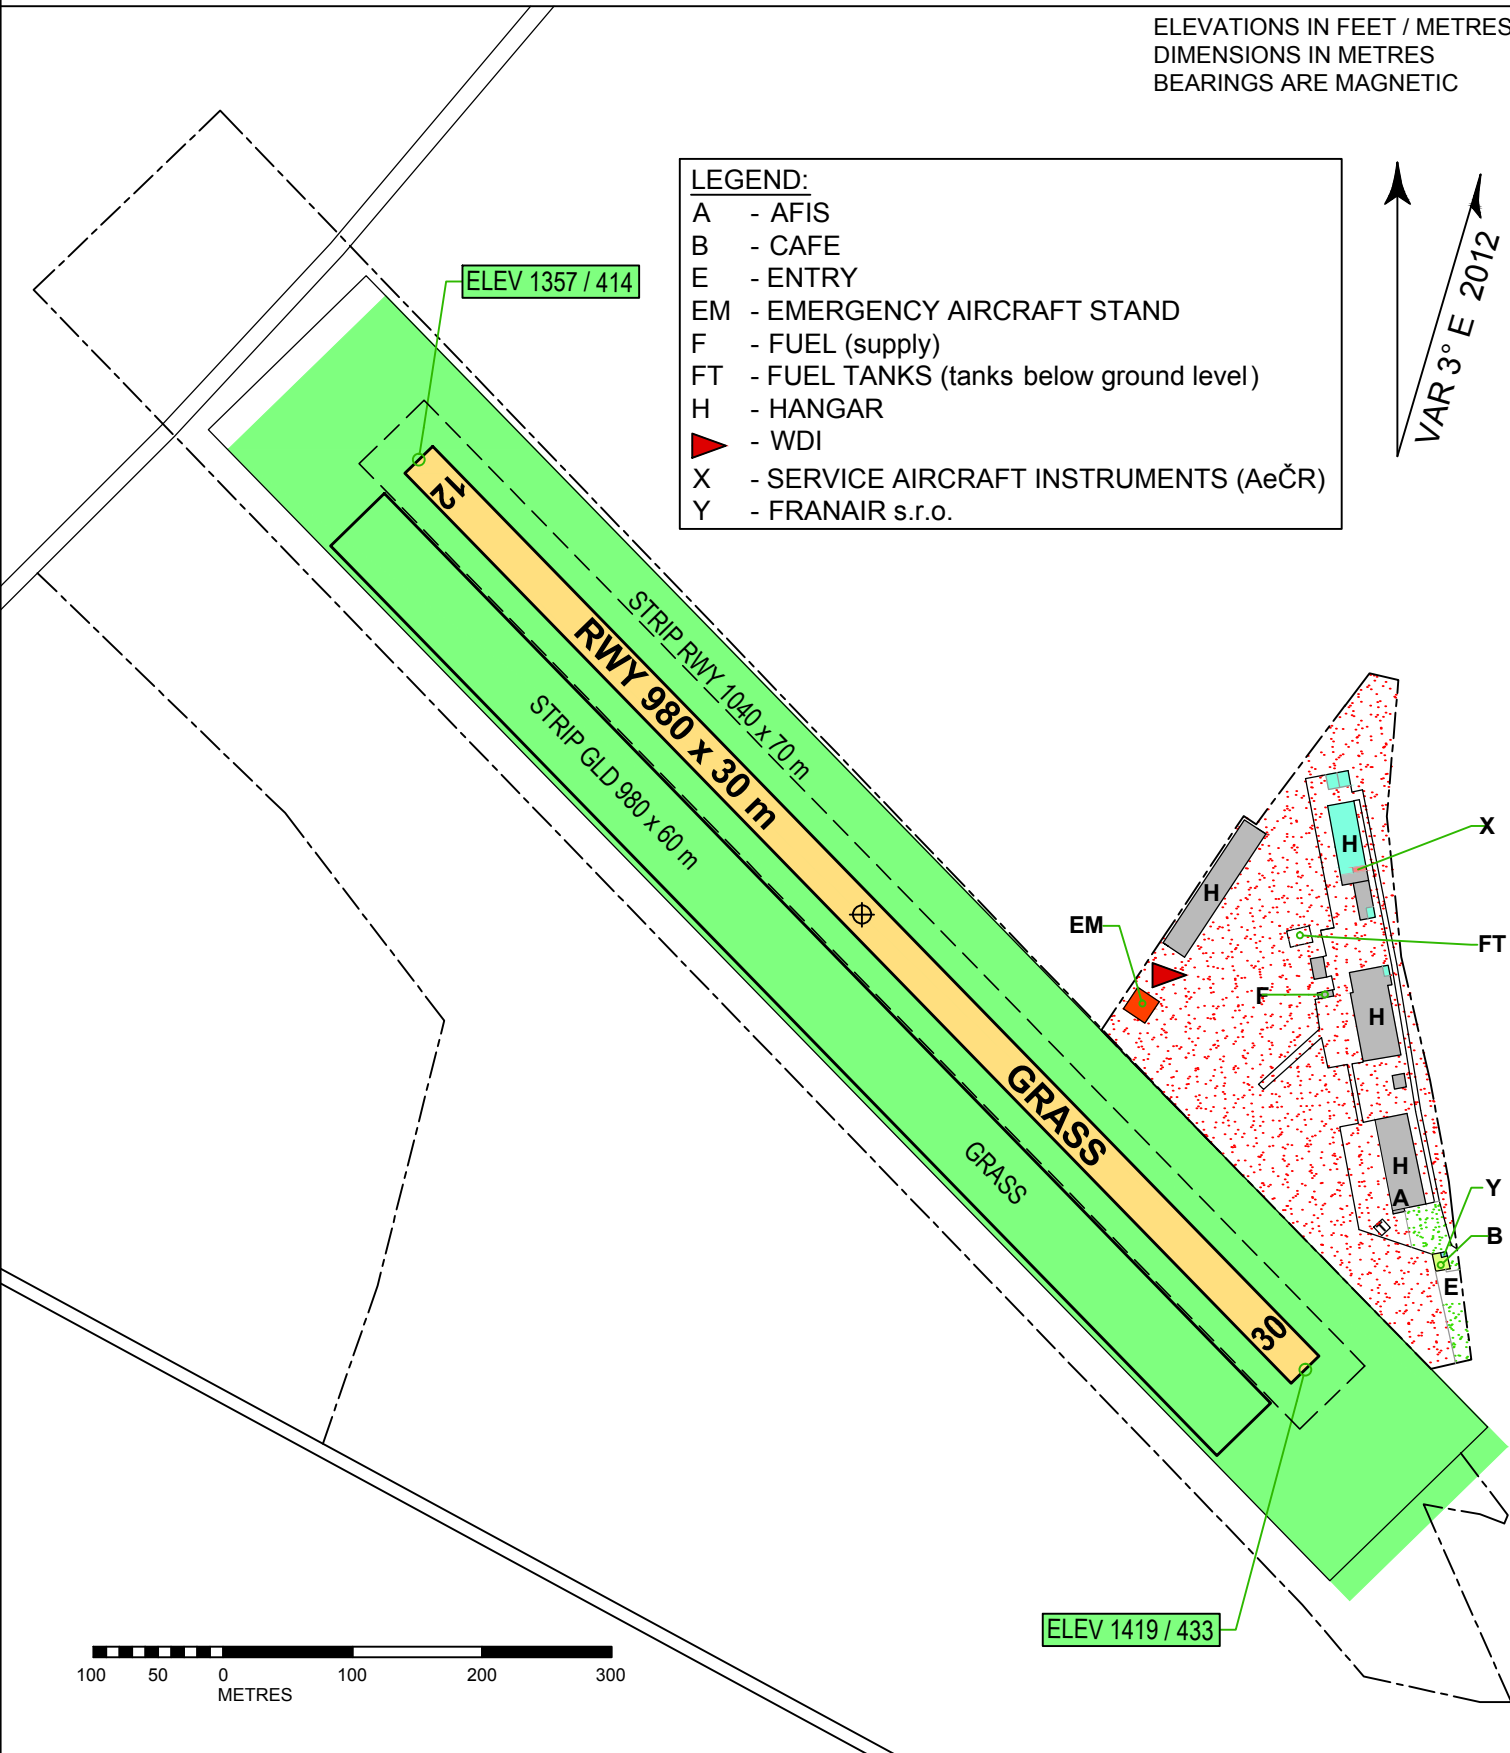 ELEVATIONS IN FEET / METRES
DIMENSIONS IN METRES
BEARINGS ARE MAGNETIC
LEGEND:
A - AFIS
B - CAFE
E - ENTRY
EM - EMERGENCY AIRCRAFT STAND
F - FUEL (supply)
FT - FUEL TANKS (tanks below ground level)
H - HANGAR
- WDI
X - SERVICE AIRCRAFT INSTRUMENTS (AeČR)
Y - FRANAIR s.r.o.
VAR 3° E 2012
ELEV 1357 / 414
12
STRIP RWY 1040 x 70 m
RWY 980 x 30 m
STRIP GLD 980 x 60 m
GRASS
GRASS
30
H
X
H
EM
FT
F
H
H
A
Y
B
E
ELEV 1419 / 433
100 50 0 100 200 300
METRES